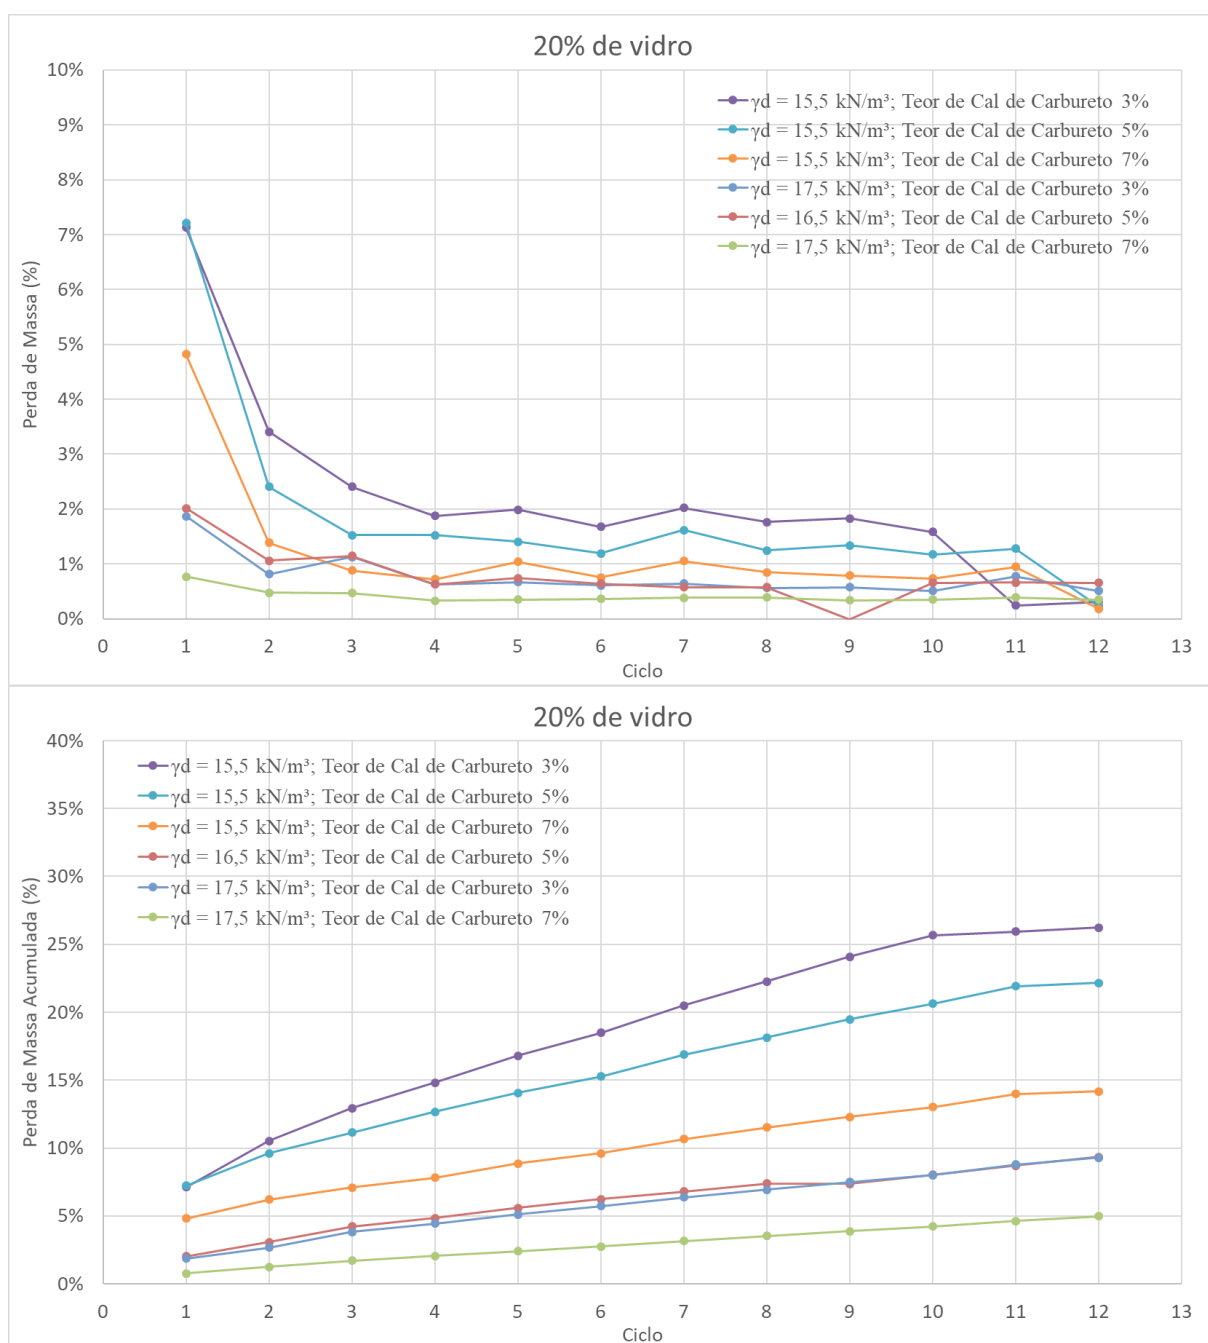 20% de vidro
10%
9%
8%
7%
6%
5%
4%
3%
2%
1%
0%
Perda de Massa (%)
γd = 15,5 kN/m³; Teor de Cal de Carbureto 3%
γd = 15,5 kN/m³; Teor de Cal de Carbureto 5%
γd = 15,5 kN/m³; Teor de Cal de Carbureto 7%
γd = 17,5 kN/m³; Teor de Cal de Carbureto 3%
γd = 16,5 kN/m³; Teor de Cal de Carbureto 5%
γd = 17,5 kN/m³; Teor de Cal de Carbureto 7%
0 1 2 3 4 5 6 7 8 9 10 11 12 13
Ciclo
20% de vidro
40%
35%
30%
25%
20%
15%
10%
5%
0%
Perda de Massa Acumulada (%)
γd = 15,5 kN/m³; Teor de Cal de Carbureto 3%
γd = 15,5 kN/m³; Teor de Cal de Carbureto 5%
γd = 15,5 kN/m³; Teor de Cal de Carbureto 7%
γd = 16,5 kN/m³; Teor de Cal de Carbureto 5%
γd = 17,5 kN/m³; Teor de Cal de Carbureto 3%
γd = 17,5 kN/m³; Teor de Cal de Carbureto 7%
0 1 2 3 4 5 6 7 8 9 10 11 12 13
Ciclo